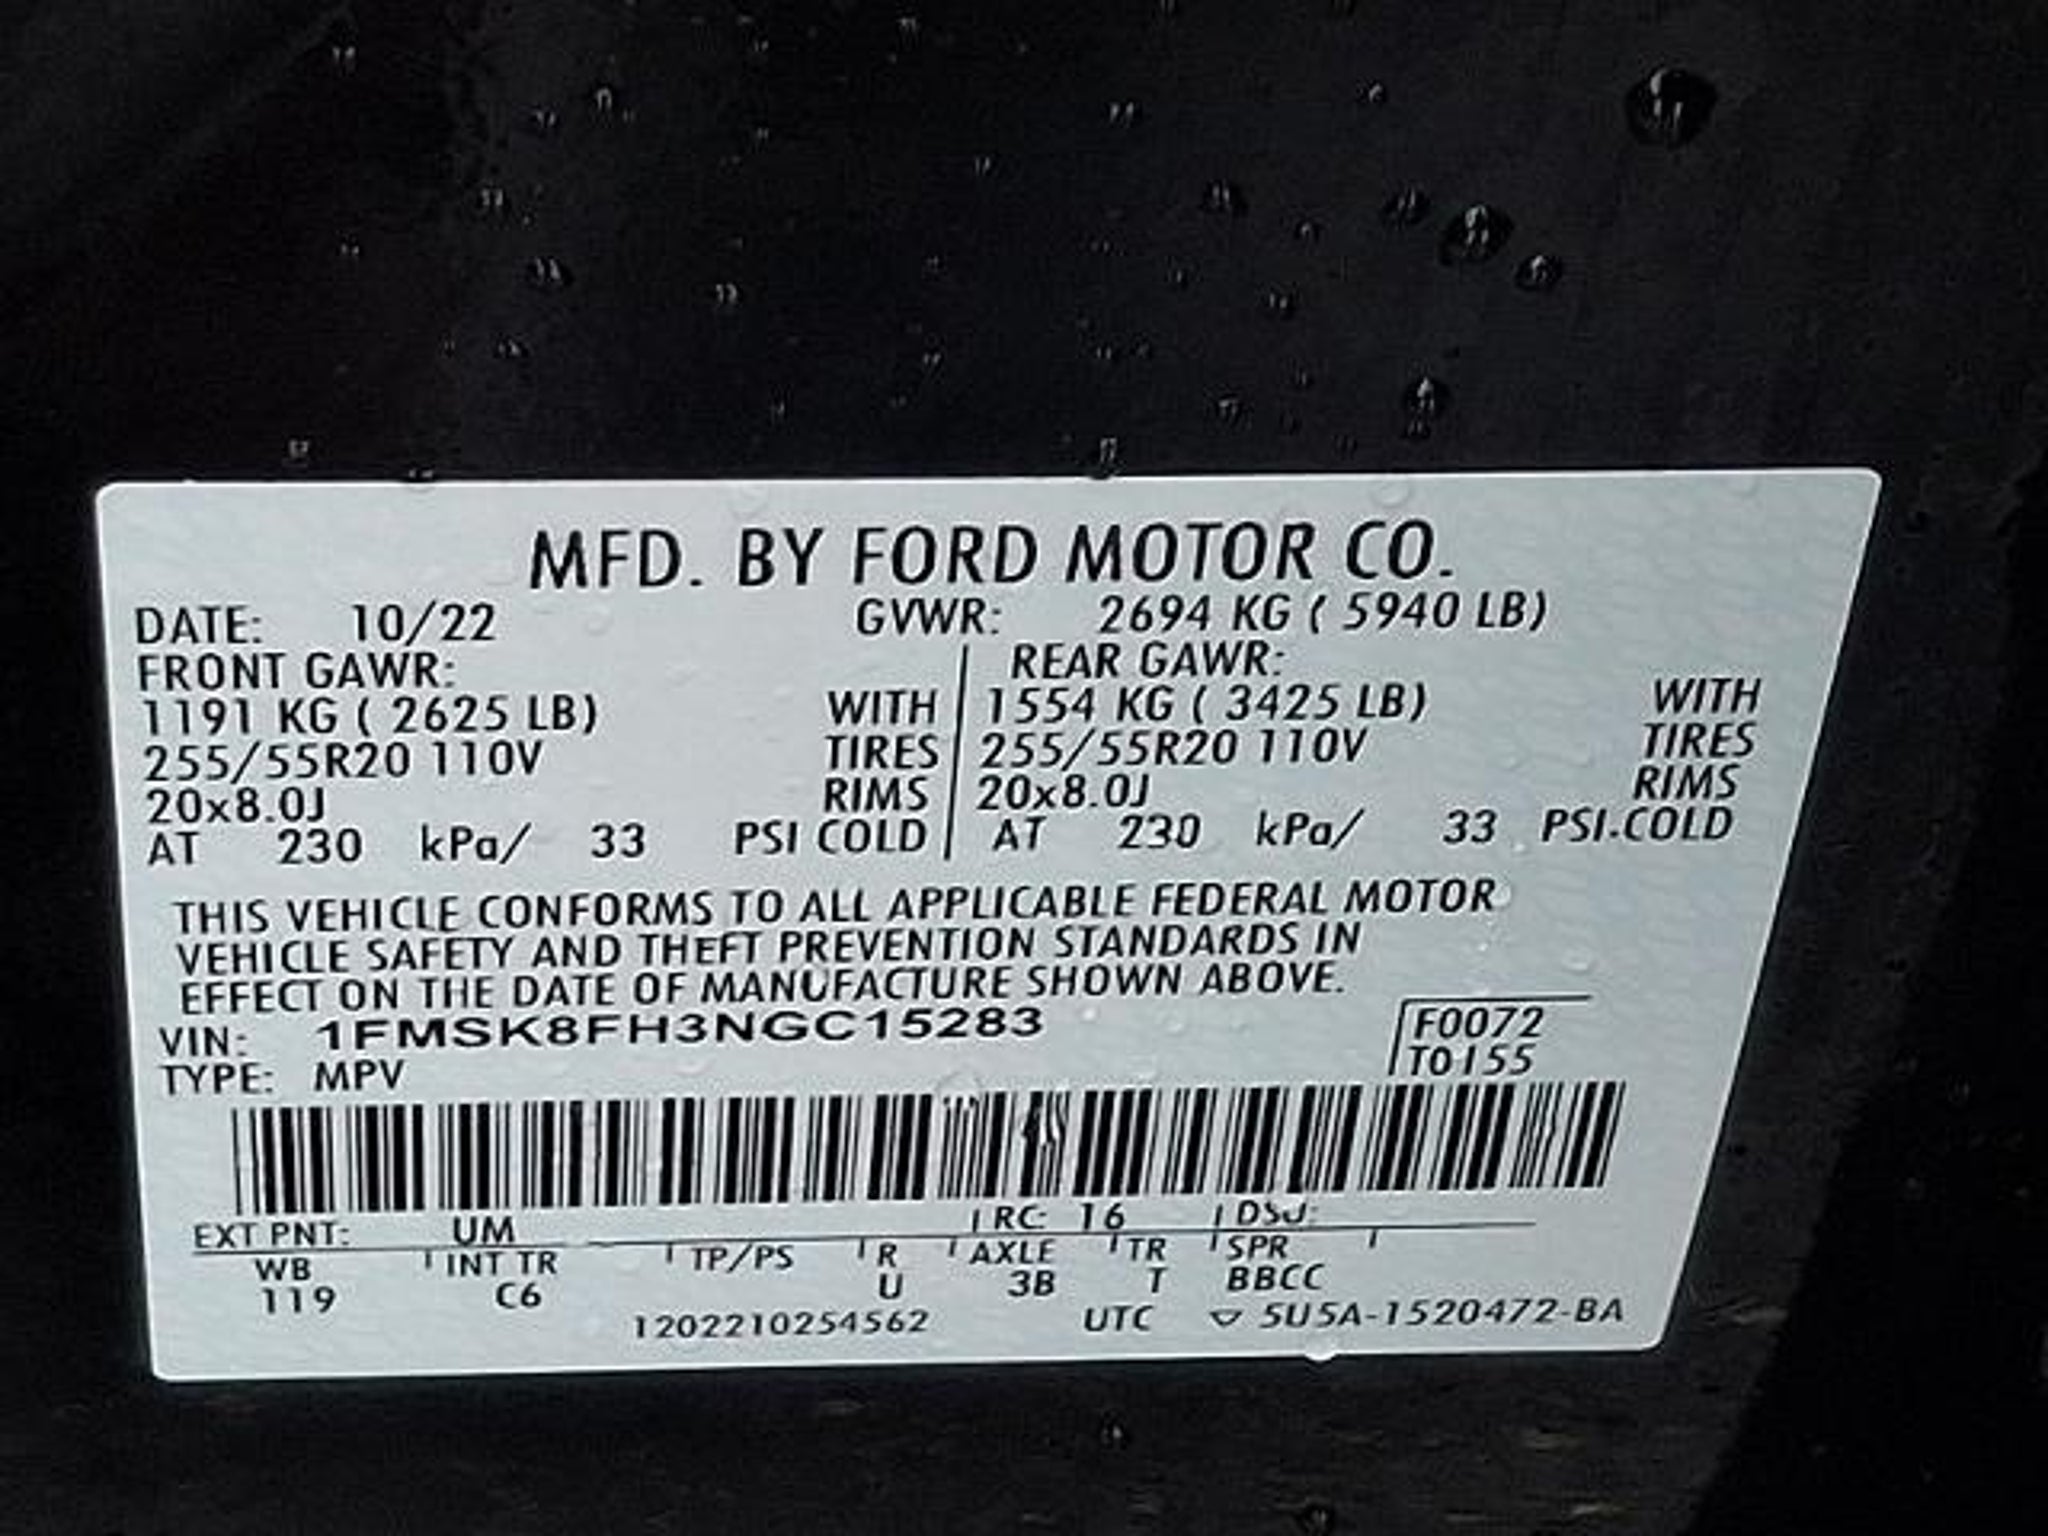 MFD. BY FORD MOTOR CO.
DATE: 10/22 GVWR: 2694 KG ( 5940 LB)
FRONT GAWR: REAR GAWR:
1191 KG ( 2625 LB) WITH 1554 KG ( 3425 LB) WITH
255/55R20 110V TIRES 255/55R20 110V TIRES
20x8.0J RIMS 20x8.0J RIMS
AT 230 kPa/ 33 PSI COLD AT 230 kPa/ 33 PSI COLD
THIS VEHICLE CONFORMS TO ALL APPLICABLE FEDERAL MOTOR
VEHICLE SAFETY AND THEFT PREVENTION STANDARDS IN
EFFECT ON THE DATE OF MANUFACTURE SHOWN ABOVE.
VIN: 1FMSK8FH3NGC15283 F0072
TYPE: MPV T0155
EXT PNT: UM RC: 16 DSO:
WB INT TR TP/PS R AXLE TR SPR
119 C6 U 3B T BBCC
1202210254562 UTC 5U5A-1520472-BA